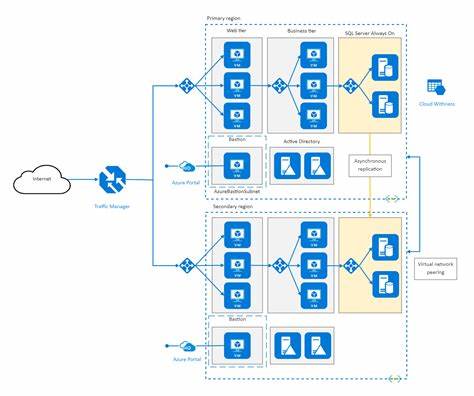 Primary region
Web tier
Business tier
SQL Server Always On
VM
VM
VM
VM
VM
VM
Cloud Withness
Bastion
Active Directory
VM
Azure Portal
AzureBastionSubnet
Asynchronous
replication
Internet
Traffic Manager
Secondary region
VM
VM
VM
VM
VM
VM
Virtual network
peering
Bastion
VM
Azure Portal